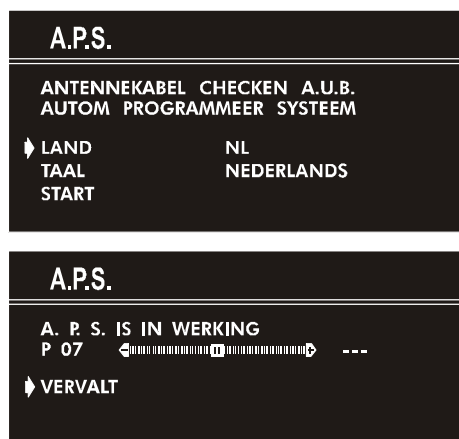 A.P.S.
ANTENNEKABEL CHECKEN A.U.B.
AUTOM PROGRAMMEER SYSTEEM
LAND NL
TAAL NEDERLANDS
START
A.P.S.
A. P. S. IS IN WERKING
P 07 ---
VERVALT